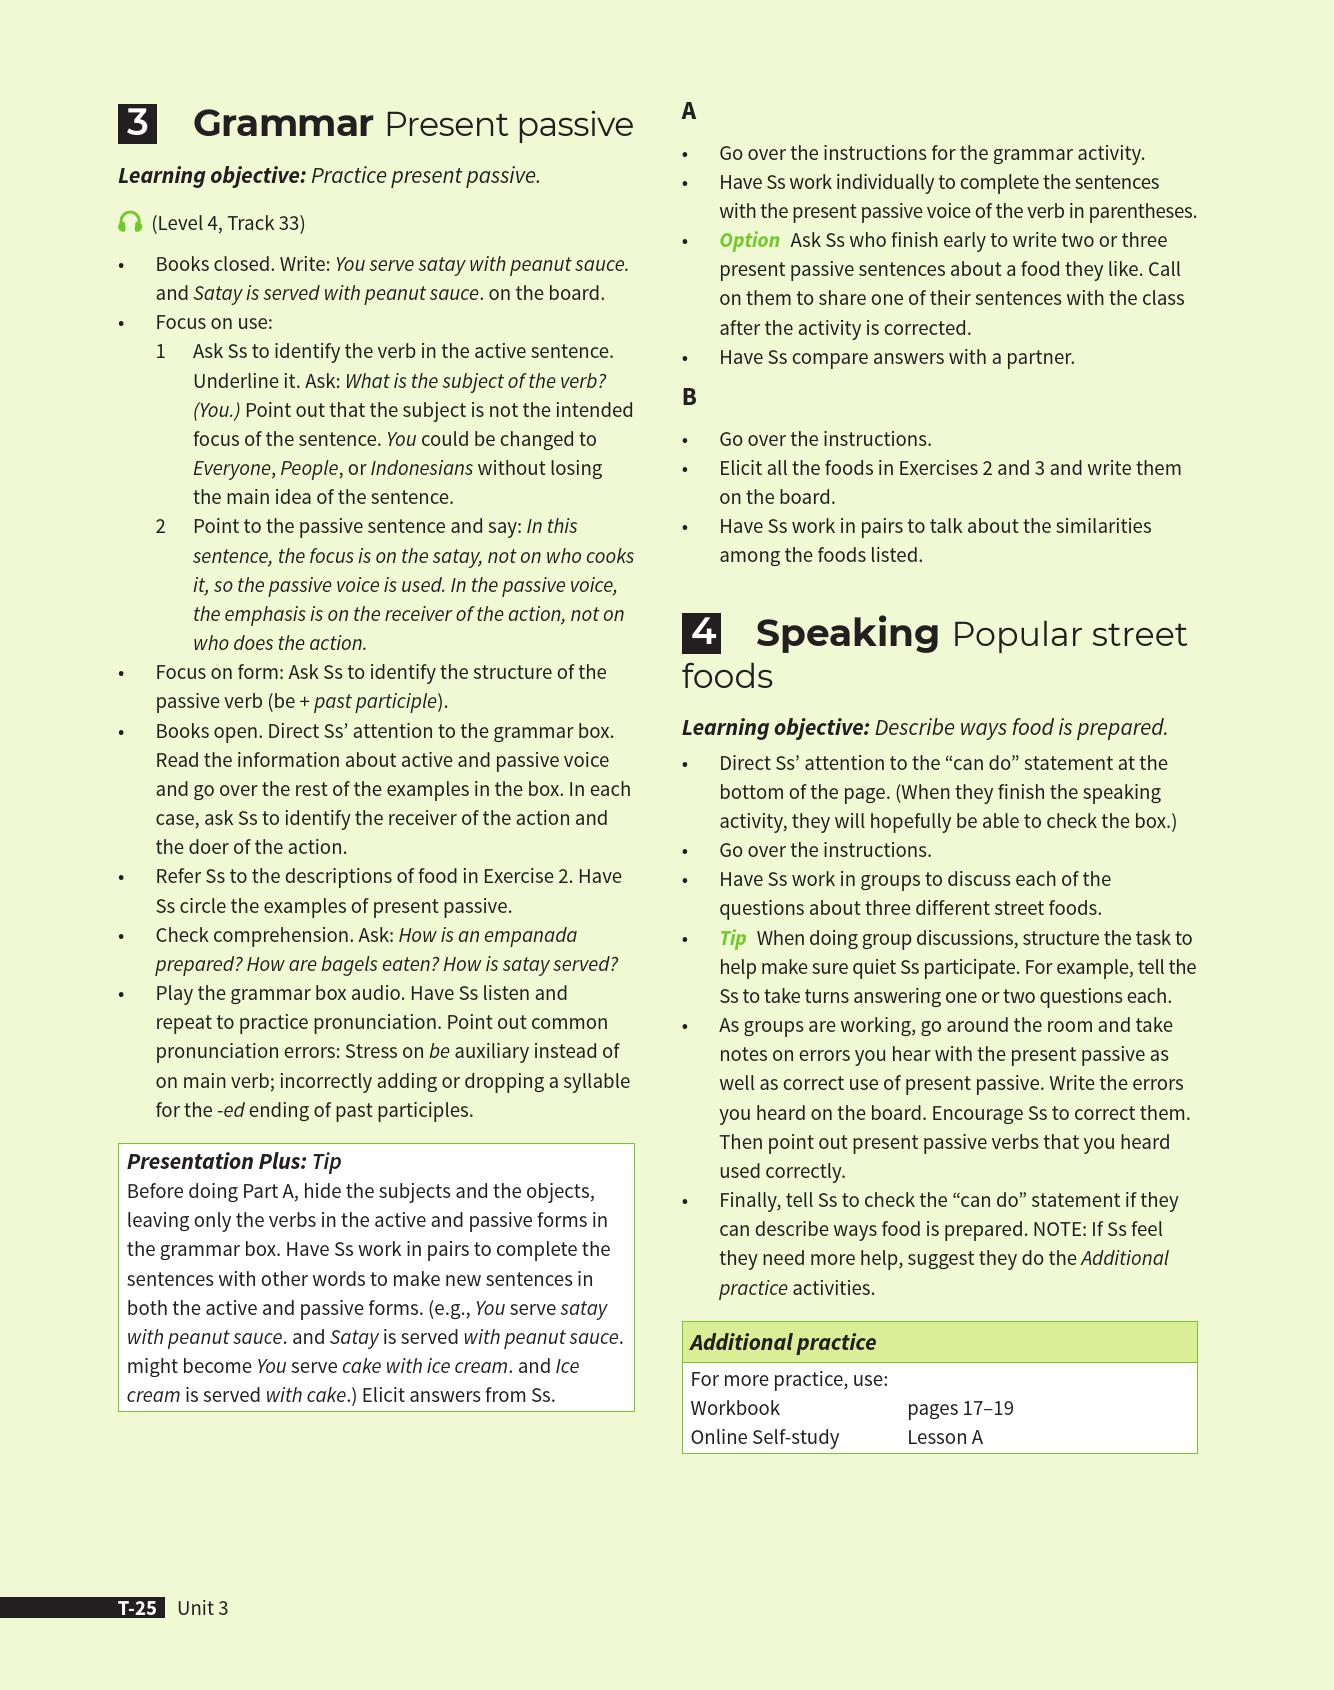 3 Grammar Present passive
Learning objective: Practice present passive.
(Level 4, Track 33)
• Books closed. Write: You serve satay with peanut sauce.
and Satay is served with peanut sauce. on the board.
• Focus on use:
1 Ask Ss to identify the verb in the active sentence.
Underline it. Ask: What is the subject of the verb?
(You.) Point out that the subject is not the intended
focus of the sentence. You could be changed to
Everyone, People, or Indonesians without losing
the main idea of the sentence.
2 Point to the passive sentence and say: In this
sentence, the focus is on the satay, not on who cooks
it, so the passive voice is used. In the passive voice,
the emphasis is on the receiver of the action, not on
who does the action.
• Focus on form: Ask Ss to identify the structure of the
passive verb (be + past participle).
• Books open. Direct Ss’ attention to the grammar box.
Read the information about active and passive voice
and go over the rest of the examples in the box. In each
case, ask Ss to identify the receiver of the action and
the doer of the action.
• Refer Ss to the descriptions of food in Exercise 2. Have
Ss circle the examples of present passive.
• Check comprehension. Ask: How is an empanada
prepared? How are bagels eaten? How is satay served?
• Play the grammar box audio. Have Ss listen and
repeat to practice pronunciation. Point out common
pronunciation errors: Stress on be auxiliary instead of
on main verb; incorrectly adding or dropping a syllable
for the -ed ending of past participles.
Presentation Plus: Tip
Before doing Part A, hide the subjects and the objects,
leaving only the verbs in the active and passive forms in
the grammar box. Have Ss work in pairs to complete the
sentences with other words to make new sentences in
both the active and passive forms. (e.g., You serve satay
with peanut sauce. and Satay is served with peanut sauce.
might become You serve cake with ice cream. and Ice
cream is served with cake.) Elicit answers from Ss.
A
• Go over the instructions for the grammar activity.
• Have Ss work individually to complete the sentences
with the present passive voice of the verb in parentheses.
• Option Ask Ss who finish early to write two or three
present passive sentences about a food they like. Call
on them to share one of their sentences with the class
after the activity is corrected.
• Have Ss compare answers with a partner.
B
• Go over the instructions.
• Elicit all the foods in Exercises 2 and 3 and write them
on the board.
• Have Ss work in pairs to talk about the similarities
among the foods listed.
4 Speaking Popular street
foods
Learning objective: Describe ways food is prepared.
• Direct Ss’ attention to the “can do” statement at the
bottom of the page. (When they finish the speaking
activity, they will hopefully be able to check the box.)
• Go over the instructions.
• Have Ss work in groups to discuss each of the
questions about three different street foods.
• Tip When doing group discussions, structure the task to
help make sure quiet Ss participate. For example, tell the
Ss to take turns answering one or two questions each.
• As groups are working, go around the room and take
notes on errors you hear with the present passive as
well as correct use of present passive. Write the errors
you heard on the board. Encourage Ss to correct them.
Then point out present passive verbs that you heard
used correctly.
• Finally, tell Ss to check the “can do” statement if they
can describe ways food is prepared. NOTE: If Ss feel
they need more help, suggest they do the Additional
practice activities.
Additional practice
For more practice, use:
Workbook pages 17–19
Online Self-study Lesson A
T-25 Unit 3